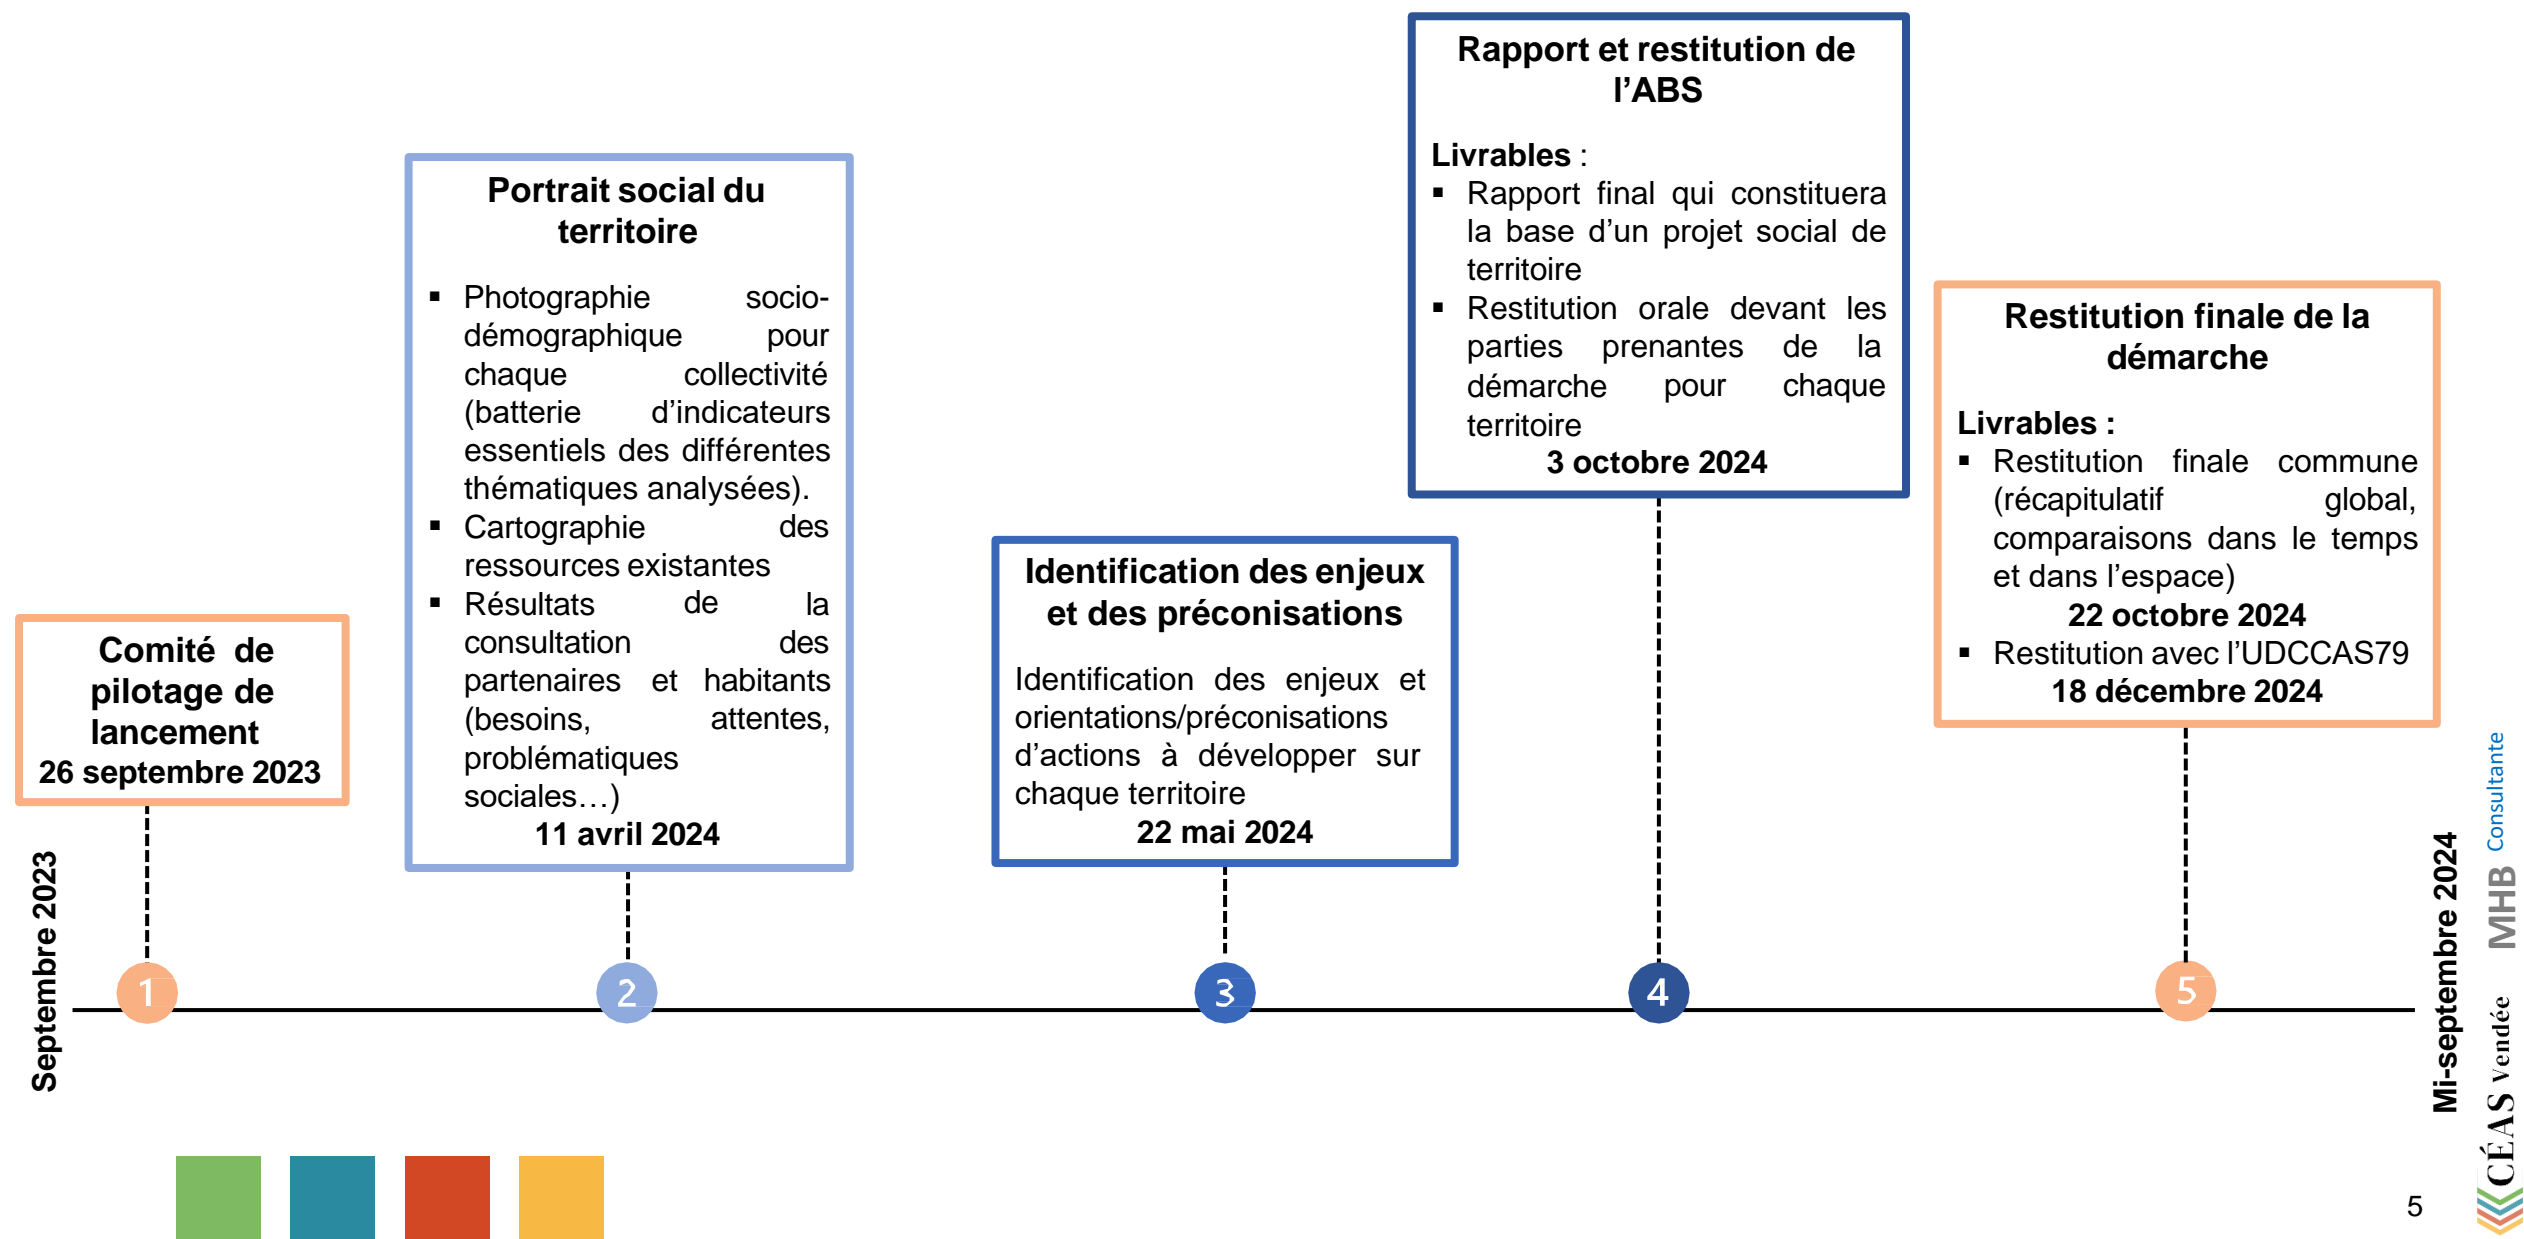 Comité de
pilotage de
lancement
26 septembre 2023
Portrait social du
territoire
▪ Photographie socio-
démographique pour
chaque collectivité
(batterie d'indicateurs
essentiels des différentes
thématiques analysées).
▪ Cartographie des
ressources existantes
▪ Résultats de la
consultation des
partenaires et habitants
(besoins, attentes,
problématiques
sociales…)
11 avril 2024
Identification des enjeux
et des préconisations
Identification des enjeux et
orientations/préconisations
d'actions à développer sur
chaque territoire
22 mai 2024
Rapport et restitution de
l'ABS
Livrables :
▪ Rapport final qui constituera
la base d'un projet social de
territoire
▪ Restitution orale devant les
parties prenantes de la
démarche pour chaque
territoire
3 octobre 2024
Restitution finale de la
démarche
Livrables :
▪ Restitution finale commune
(récapitulatif global,
comparaisons dans le temps
et dans l'espace)
22 octobre 2024
▪ Restitution avec l'UDCCAS79
18 décembre 2024
Septembre 2023
1
2
3
4
5
Mi-septembre 2024
CÉAS Vendée MHB Consultante
5